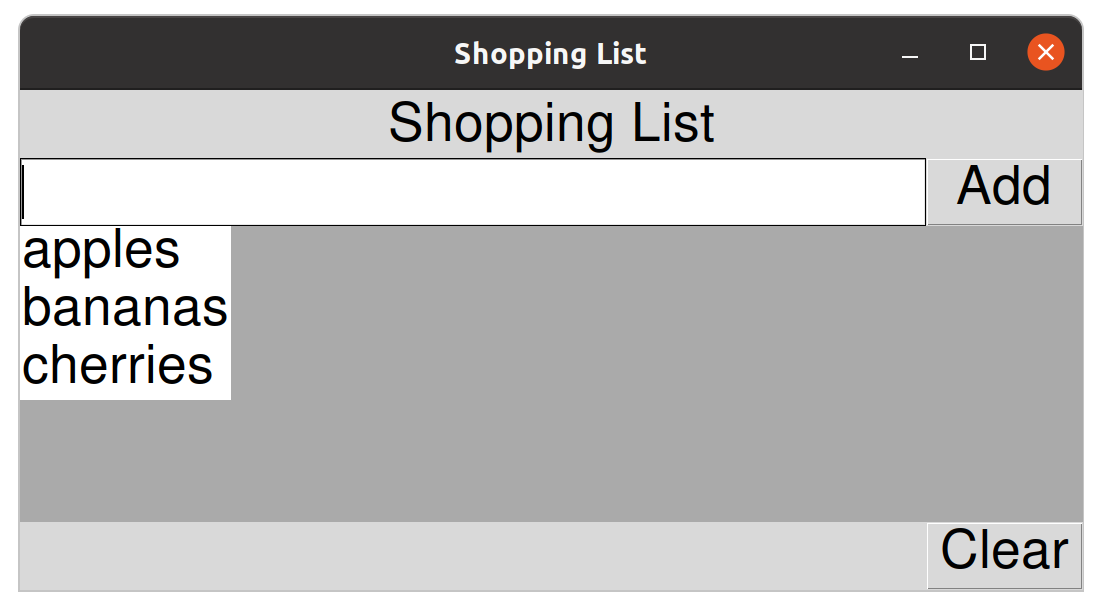 Shopping List
Shopping List
Add
apples
bananas
cherries
Clear